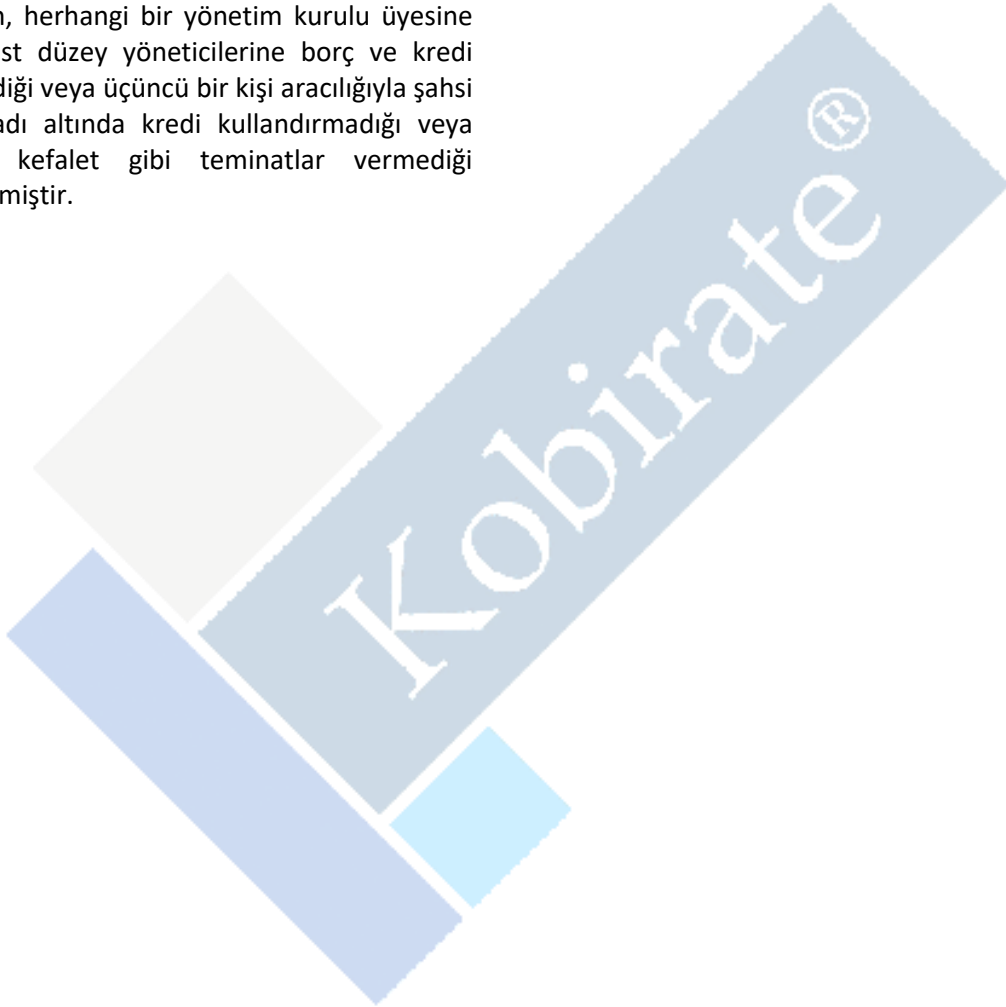 , herhangi bir yönetim kurulu üyesine
st düzey yöneticilerine borç ve kredi
diği veya üçüncü bir kişi aracılığıyla şahsi
adı altında kredi kullandırmadığı veya
kefalet gibi teminatlar vermediği
miştir.
Kobirate ®